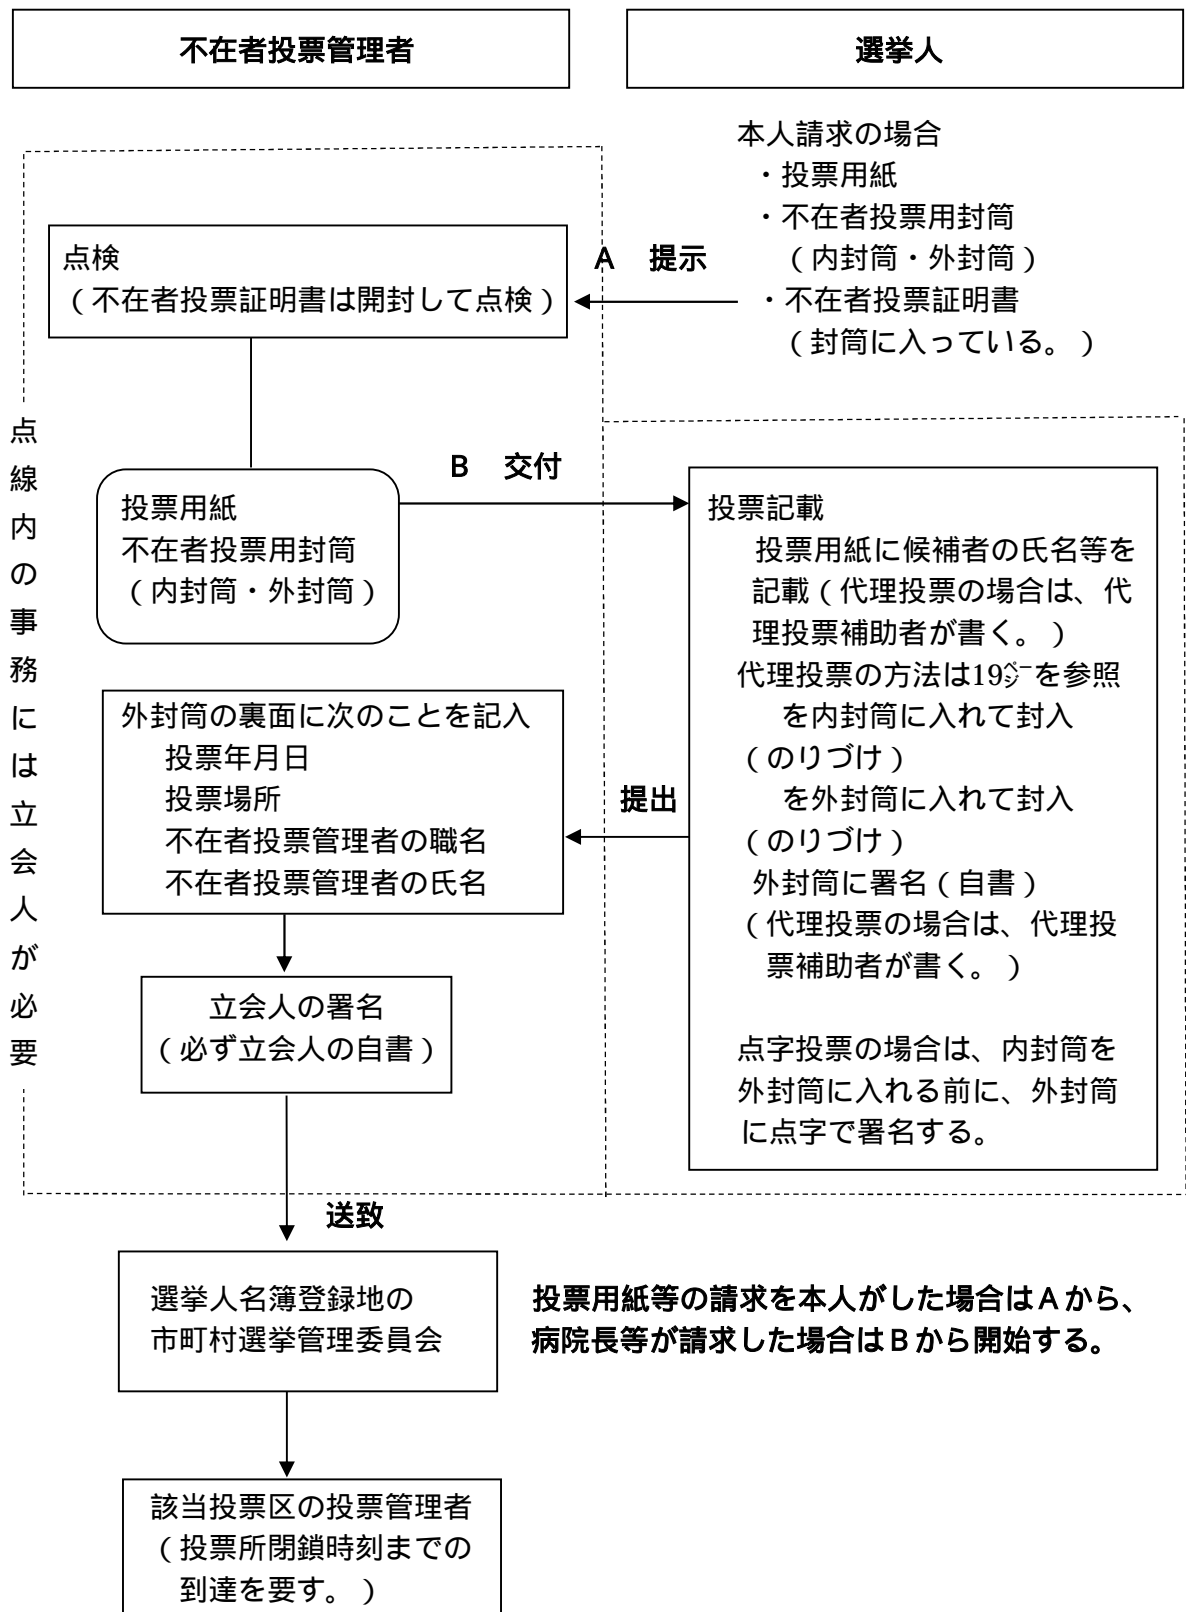 不在者投票管理者
選挙人
本人請求の場合
・投票用紙
・不在者投票用封筒
（内封筒・外封筒）
・不在者投票証明書
（封筒に入っている。）
A 提示
点検
（不在者投票証明書は開封して点検）
点線内の事務には立会人が必要
B 交付
投票用紙
不在者投票用封筒
（内封筒・外封筒）
投票記載
投票用紙に候補者の氏名等を
記載（代理投票の場合は、代
理投票補助者が書く。）
代理投票の方法は19㌻を参照
を内封筒に入れて封入
（のりづけ）
を外封筒に入れて封入
（のりづけ）
外封筒に署名（自書）
（代理投票の場合は、代理投
票補助者が書く。）
点字投票の場合は、内封筒を
外封筒に入れる前に、外封筒
に点字で署名する。
提出
外封筒の裏面に次のことを記入
投票年月日
投票場所
不在者投票管理者の職名
不在者投票管理者の氏名
立会人の署名
（必ず立会人の自書）
送致
選挙人名簿登録地の
市町村選挙管理委員会
投票用紙等の請求を本人がした場合はAから、
病院長等が請求した場合はBから開始する。
該当投票区の投票管理者
（投票所閉鎖時刻までの
到達を要す。）